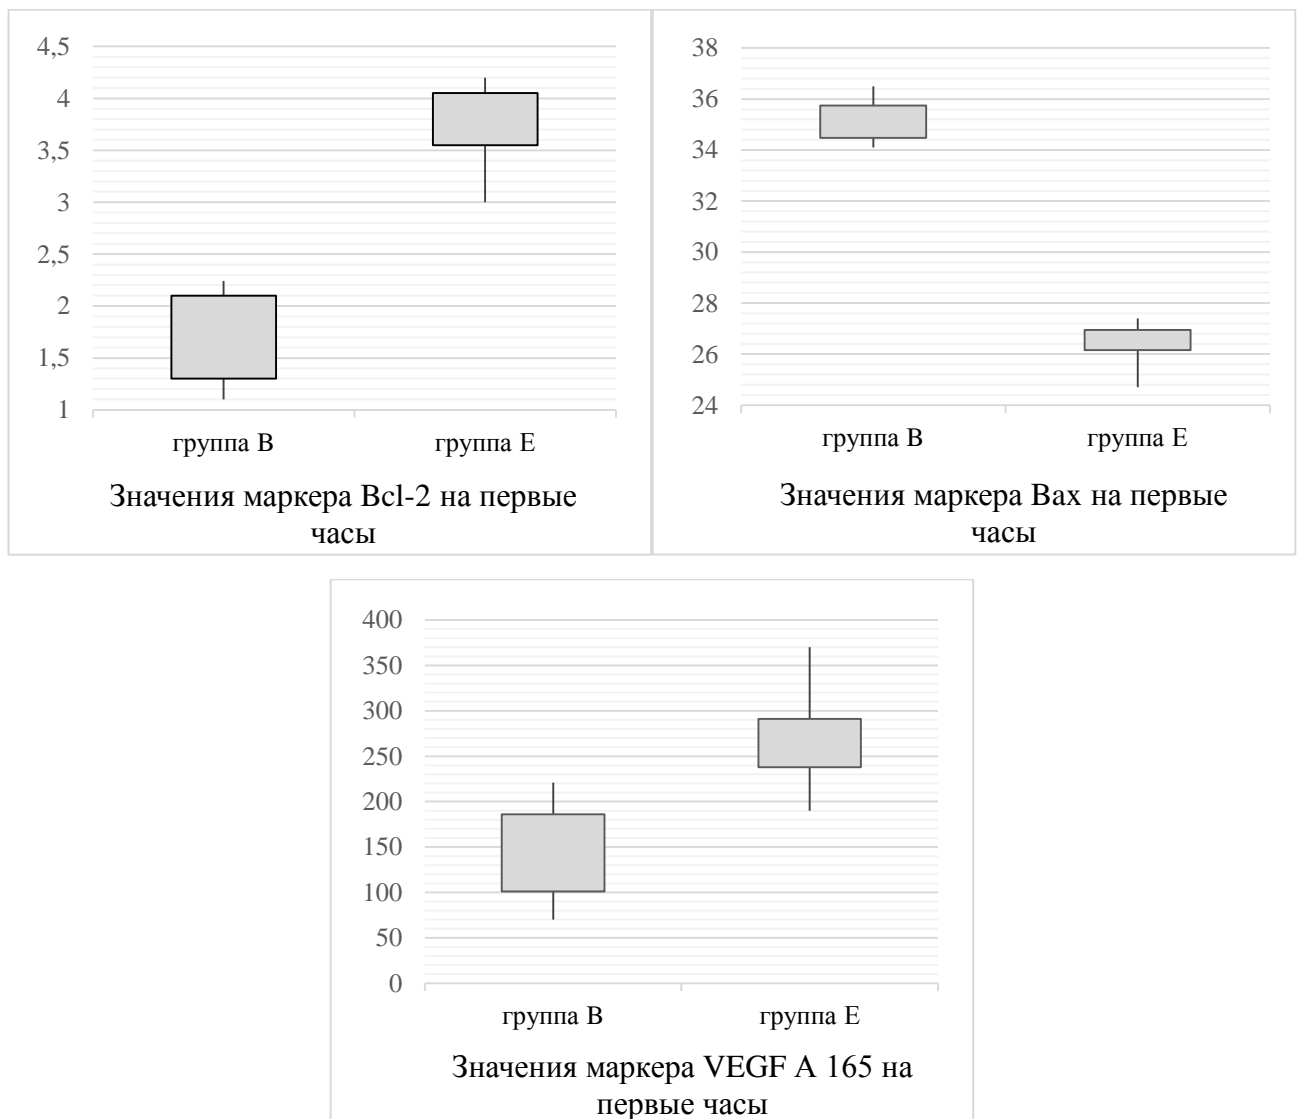 4,5
4
3,5
3
2,5
2
1,5
1
группа В
группа Е
Значения маркера Bcl-2 на первые
часы
38
36
34
32
30
28
26
24
группа В
группа Е
Значения маркера Bax на первые
часы
400
350
300
250
200
150
100
50
0
группа В
группа Е
Значения маркера VEGF A 165 на
первые часы